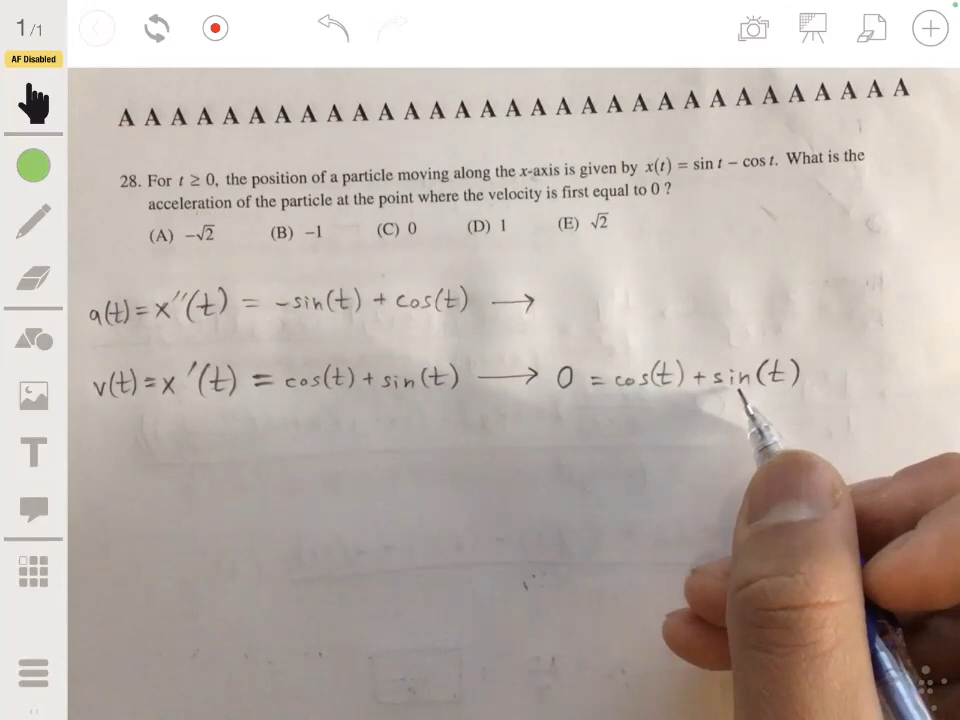 1/1
AF Disabled
A A A A A A A A A A A A A A A A A A A A A A A A A A A A A A A
28. For t ≥ 0, the position of a particle moving along the x-axis is given by x(t) = sin t − cos t. What is the
acceleration of the particle at the point where the velocity is first equal to 0 ?
(A) −√2 (B) −1 (C) 0 (D) 1 (E) √2
a(t) = x''(t) = -sin(t) + cos(t) →
v(t) = x'(t) = cos(t) + sin(t) → 0 = cos(t) + sin(t)
T